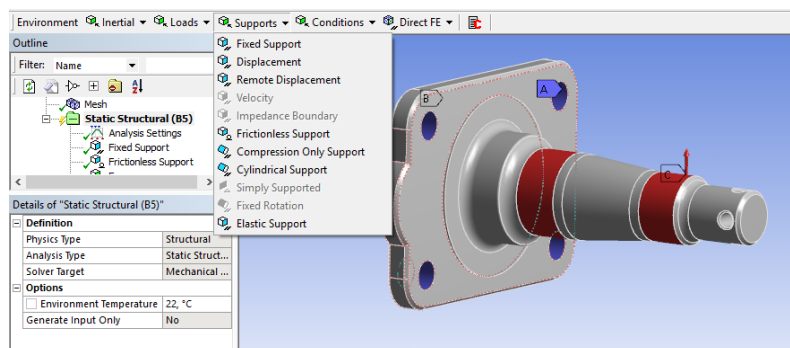 Environment Inertial Loads Supports Conditions Direct FE
Outline
Filter: Name
Mesh
Static Structural (B5)
Analysis Settings
Fixed Support
Frictionless Support
Details of "Static Structural (B5)"
Definition
Physics Type Structural
Analysis Type Static Struct...
Solver Target Mechanical ...
Options
Environment Temperature 22, °C
Generate Input Only No
Fixed Support
Displacement
Remote Displacement
Velocity
Impedance Boundary
Frictionless Support
Compression Only Support
Cylindrical Support
Simply Supported
Fixed Rotation
Elastic Support
B
A
C